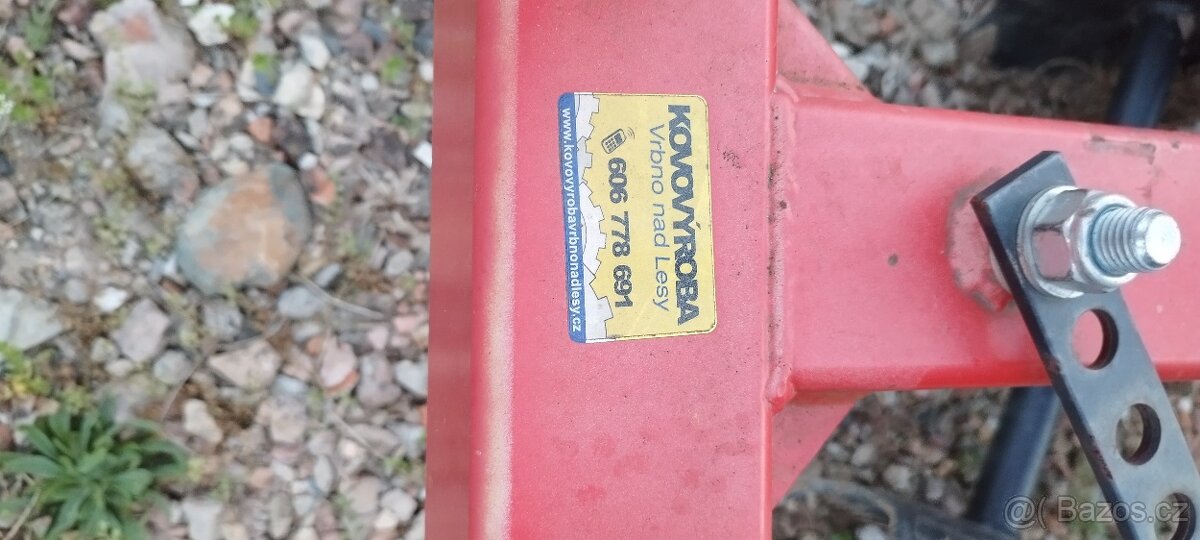 KOVOVÝROBA
Vrbno nad Lesy
606 778 691
www.kovovyrobavrbnonadlesy.cz
@( Bazos.cz